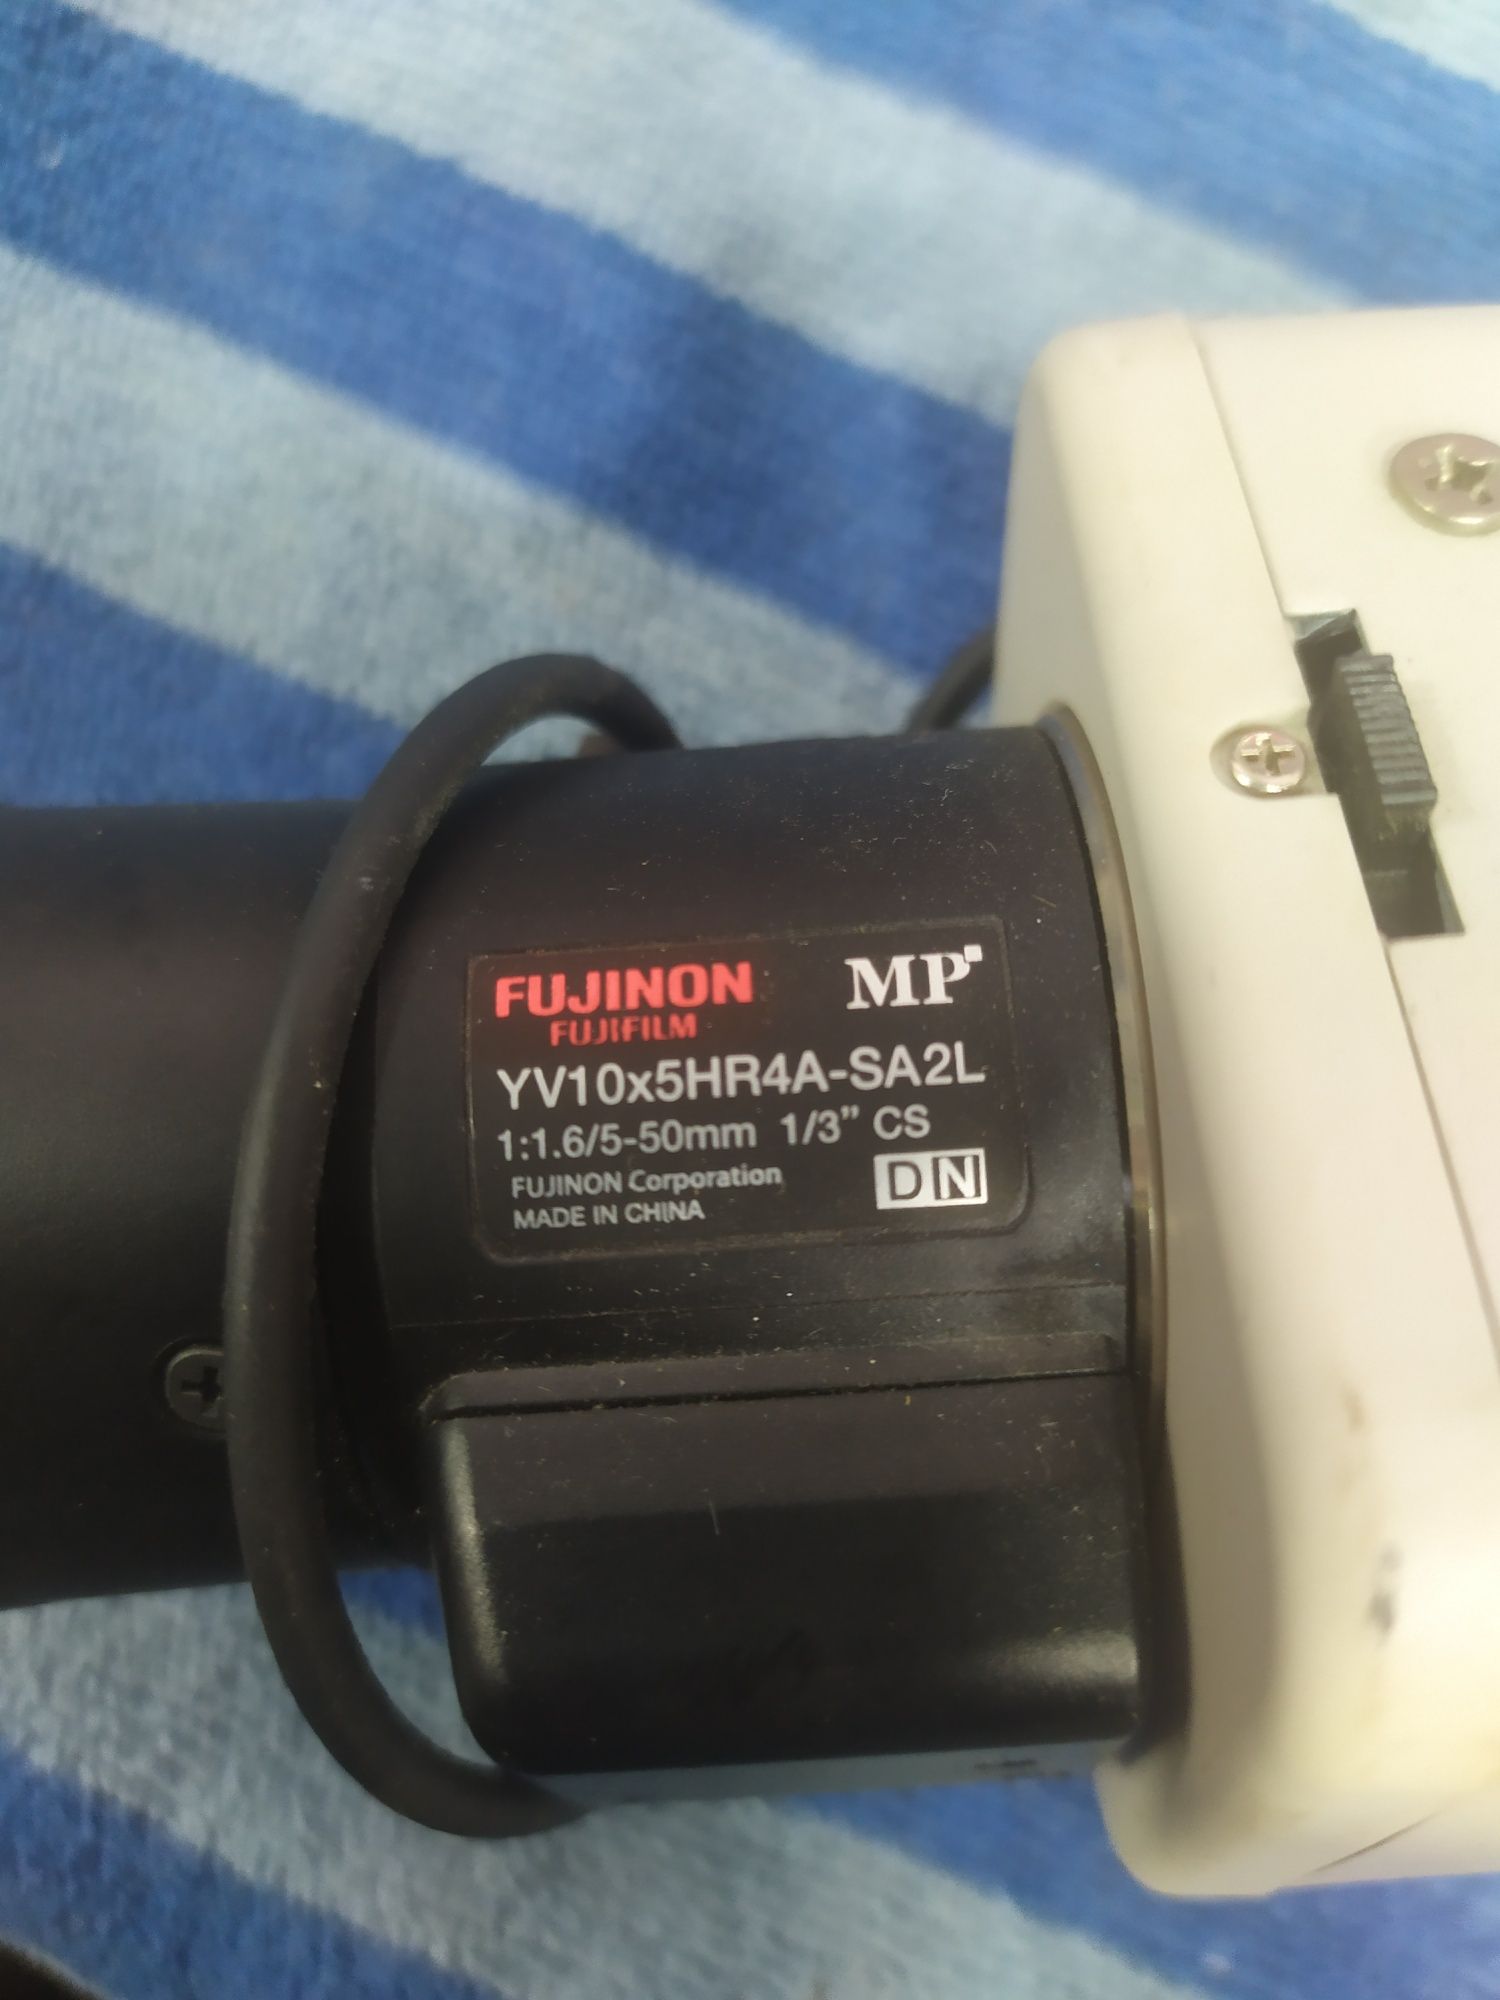 FUJINON MP
FUJIFILM
YV10x5HR4A-SA2L
1:1.6/5-50mm 1/3” CS
FUJINON Corporation
MADE IN CHINA
DN